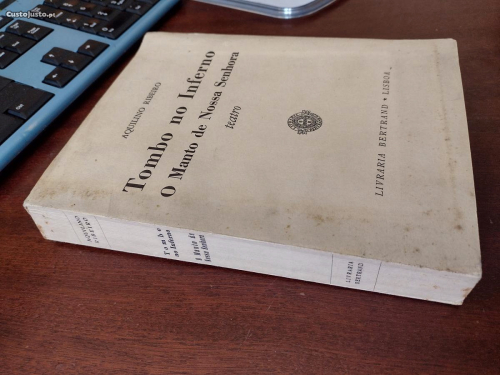 CustoJusto.pt
AQUILINO RIBEIRO
Tombo no Inferno
O Manto de Nossa Senhora
teatro
LIVRARIA BERTRAND • LISBOA
AQUILINO
RIBEIRO
Tombo
no Inferno
O Manto de
Nossa Senhora
LIVRARIA
BERTRAND